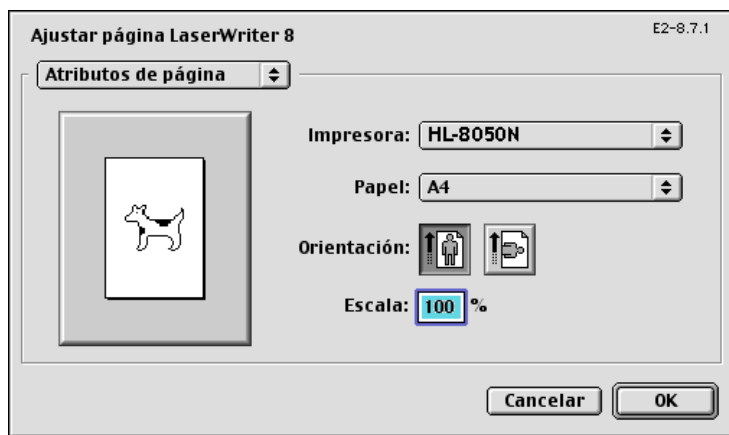 Ajustar página LaserWriter 8
E2-8.7.1
Atributos de página
Impresora: HL-8050N
Papel: A4
Orientación:
Escala: 100 %
Cancelar
OK